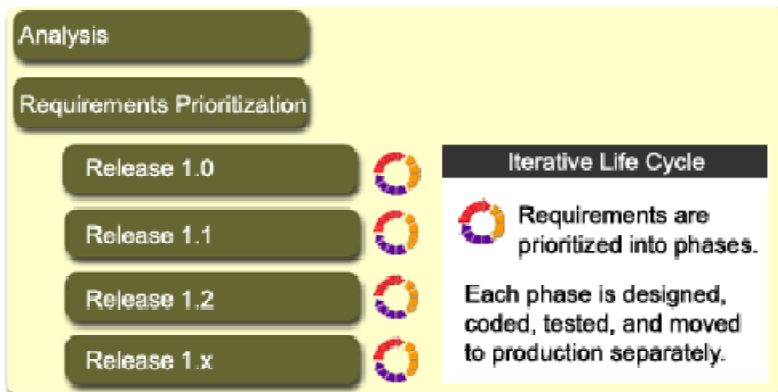 Analysis
Requirements Prioritization
Release 1.0
Release 1.1
Release 1.2
Release 1.x
Iterative Life Cycle
Requirements are
prioritized into phases.
Each phase is designed,
coded, tested, and moved
to production separately.